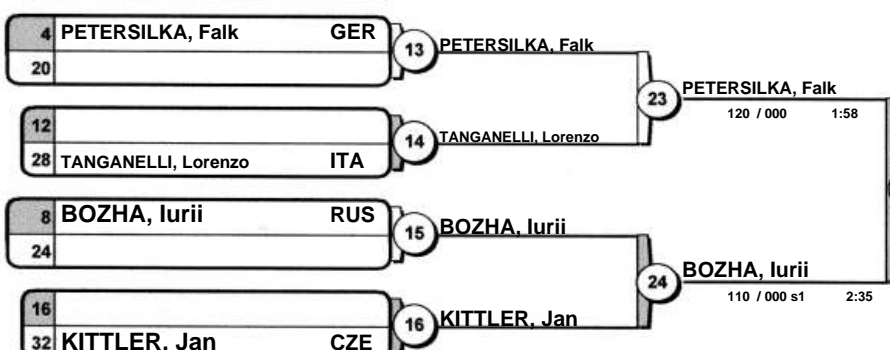 4 PETERSILKA, Falk GER
20
13 PETERSILKA, Falk
23 PETERSILKA, Falk
120 / 000 1:58
12
28 TANGANELLI, Lorenzo ITA
14 TANGANELLI, Lorenzo
8 BOZHA, Iurii RUS
24
15 BOZHA, Iurii
24 BOZHA, Iurii
110 / 000 s1 2:35
16
32 KITTLER, Jan CZE
16 KITTLER, Jan